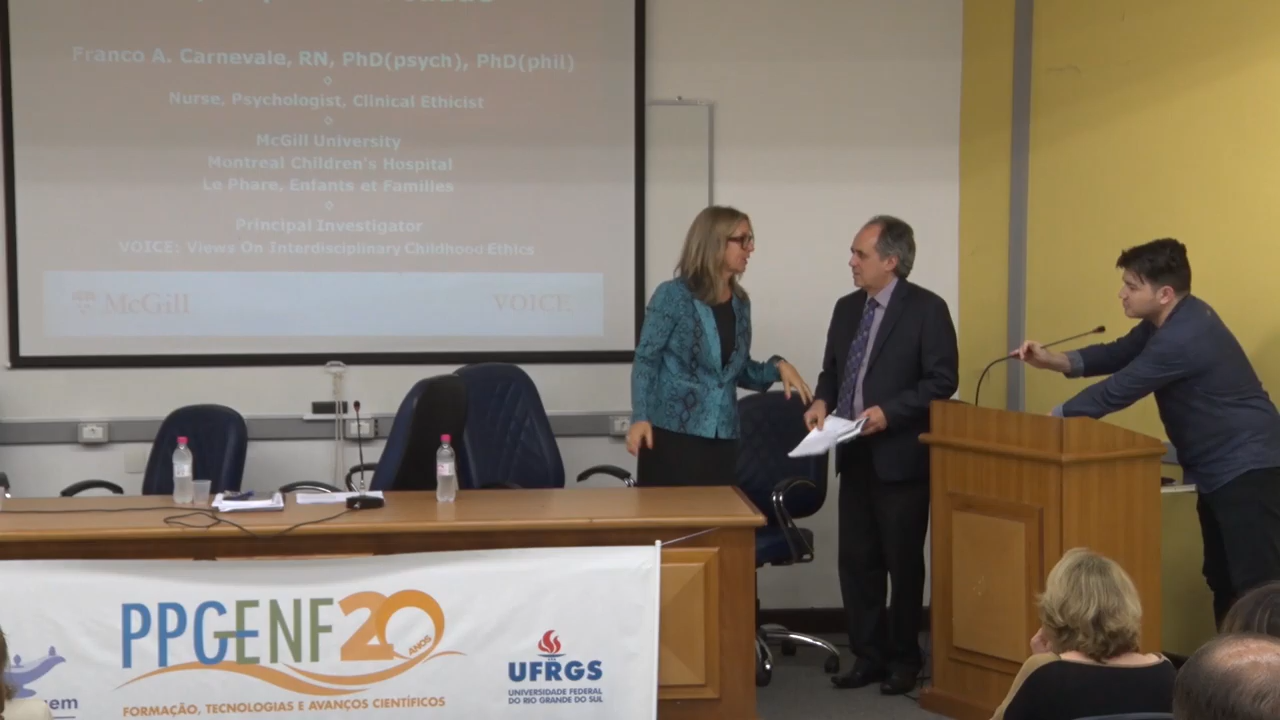 Franco A. Carnevale, RN, PhD(psych), PhD(phil)
Nurse, Psychologist, Clinical Ethicist
McGill University
Montreal Children's Hospital
Le Phare, Enfants et Familles
Principal Investigator
VOICE: Views On Interdisciplinary Childhood Ethics
McGill
VOICE
PPGENF20
ANOS
FORMAÇÃO, TECNOLOGIAS E AVANÇOS CIENTÍFICOS
UFRGS
UNIVERSIDADE FEDERAL
DO RIO GRANDE DO SUL